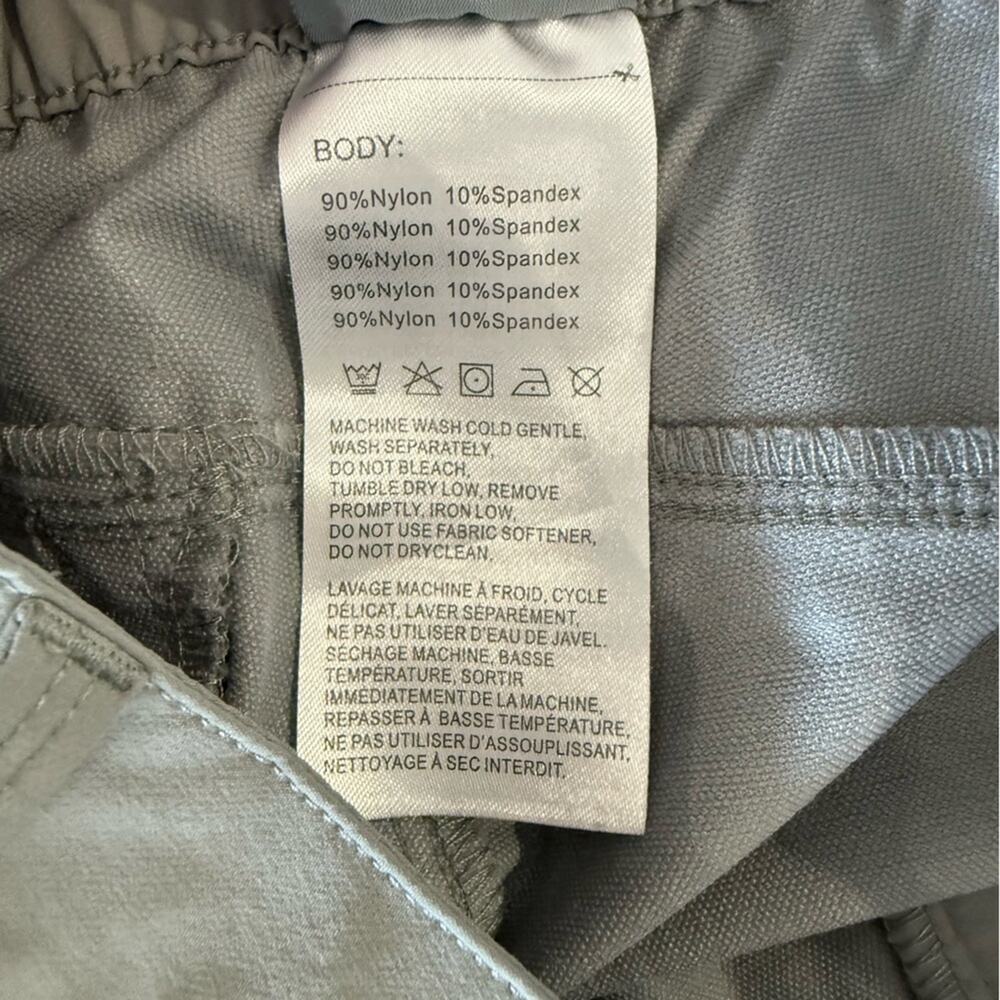 BODY:
90%Nylon 10%Spandex
90%Nylon 10%Spandex
90%Nylon 10%Spandex
90%Nylon 10%Spandex
90%Nylon 10%Spandex
MACHINE WASH COLD GENTLE,
WASH SEPARATELY,
DO NOT BLEACH,
TUMBLE DRY LOW, REMOVE
PROMPTLY, IRON LOW,
DO NOT USE FABRIC SOFTENER,
DO NOT DRYCLEAN.
LAVAGE MACHINE À FROID, CYCLE
DÉLICAT, LAVER SÉPARÉMENT,
NE PAS UTILISER D'EAU DE JAVEL.
SÉCHAGE MACHINE, BASSE
TEMPÉRATURE, SORTIR
IMMÉDIATEMENT DE LA MACHINE,
REPASSER À BASSE TEMPÉRATURE,
NE PAS UTILISER D'ASSOUPLISSANT,
NETTOYAGE À SEC INTERDIT.